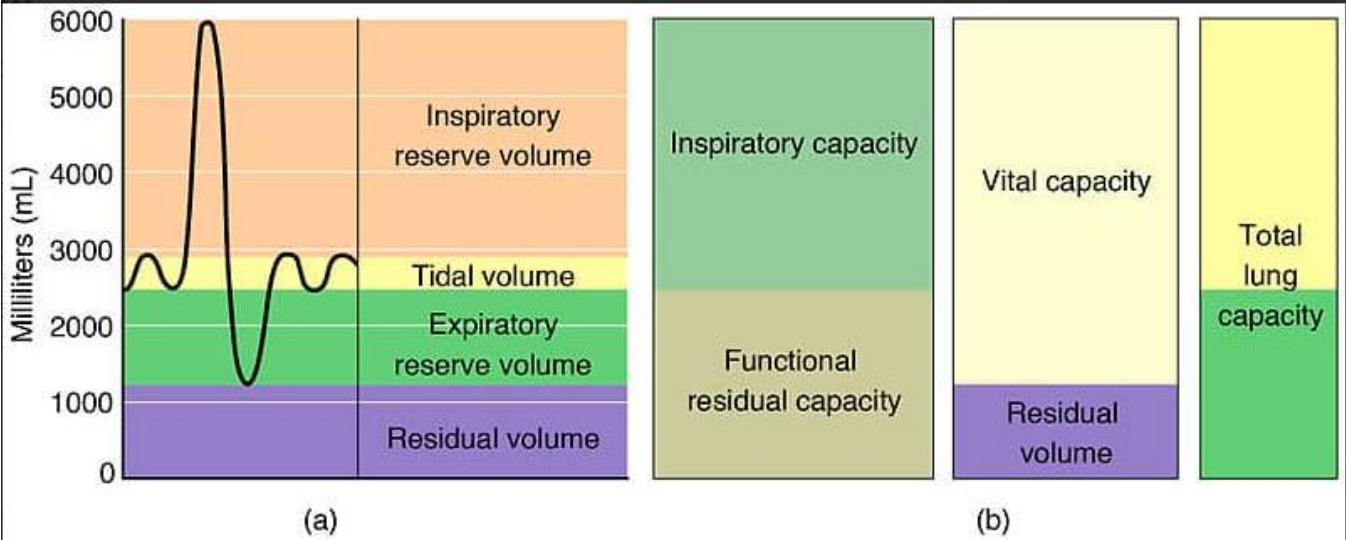 Milliliters (mL)
6000
5000
4000
3000
2000
1000
0
Inspiratory
reserve volume
Tidal volume
Expiratory
reserve volume
Residual volume
(a)
Inspiratory capacity
Functional
residual capacity
Vital capacity
Residual
volume
Total
lung
capacity
(b)